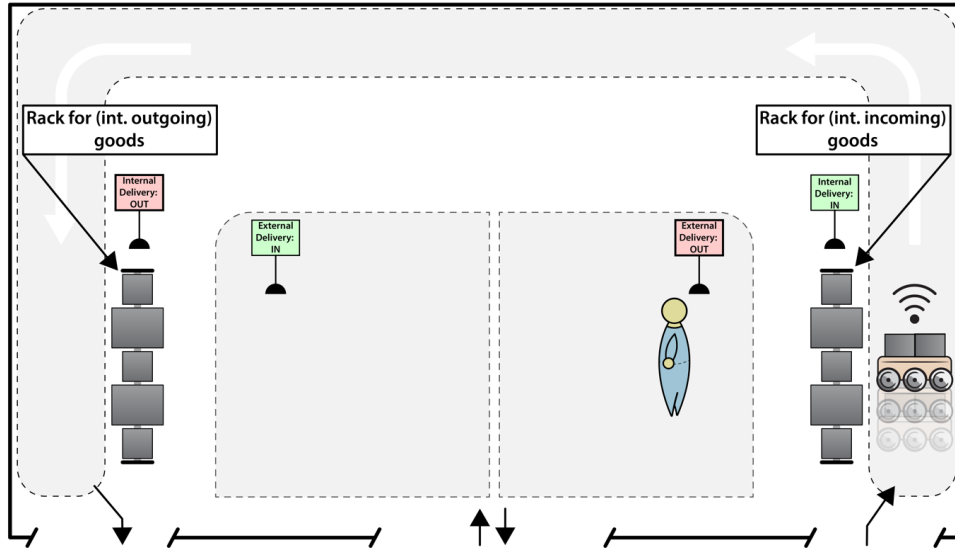 Rack for (int. outgoing)
goods
Rack for (int. incoming)
goods
Internal
Delivery:
OUT
External
Delivery:
IN
External
Delivery:
OUT
Internal
Delivery:
IN